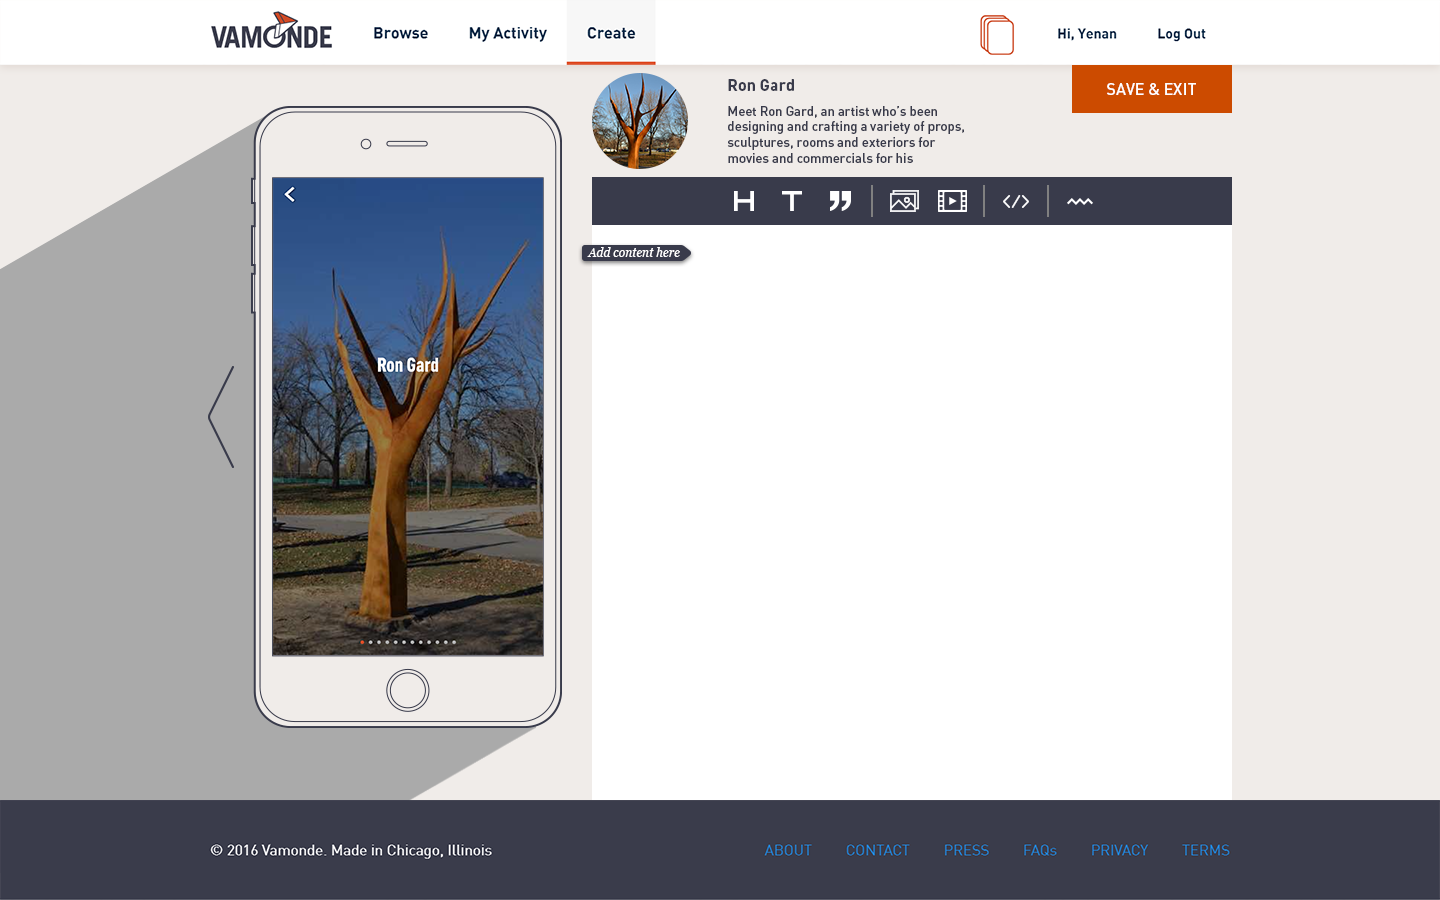 VAMONDE
Browse
My Activity
Create
Hi, Yenan
Log Out
Ron Gard
Meet Ron Gard, an artist who's been
designing and crafting a variety of props,
sculptures, rooms and exteriors for
movies and commercials for his
SAVE & EXIT
H T ❞ </>
Add content here
Ron Gard
© 2016 Vamonde. Made in Chicago, Illinois
ABOUT
CONTACT
PRESS
FAQs
PRIVACY
TERMS